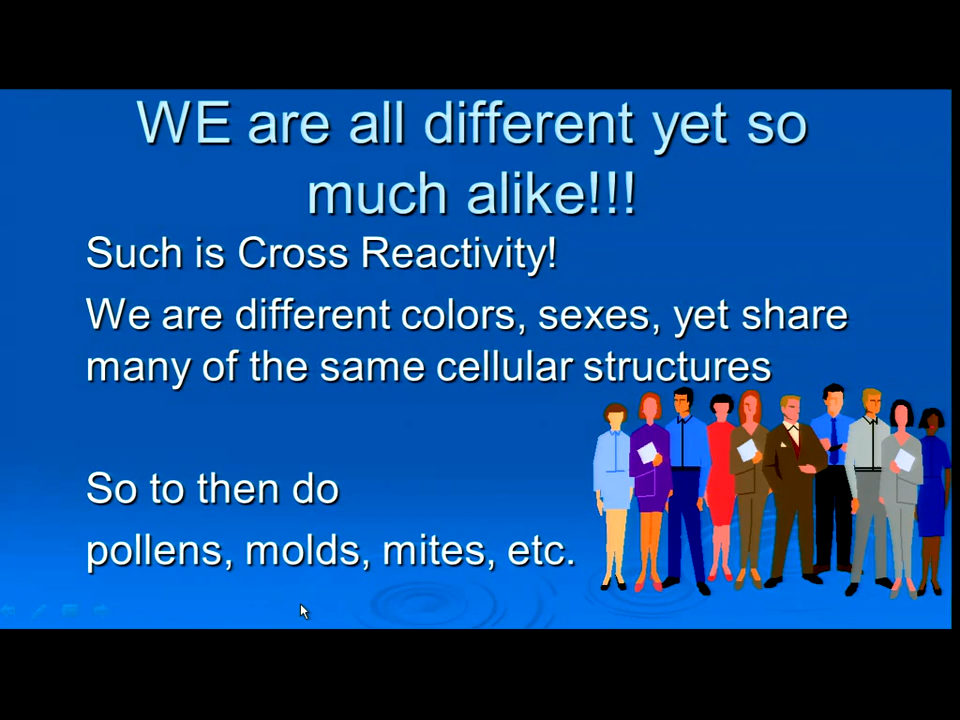 WE are all different yet so
much alike!!!
Such is Cross Reactivity!
We are different colors, sexes, yet share
many of the same cellular structures
So to then do
pollens, molds, mites, etc.